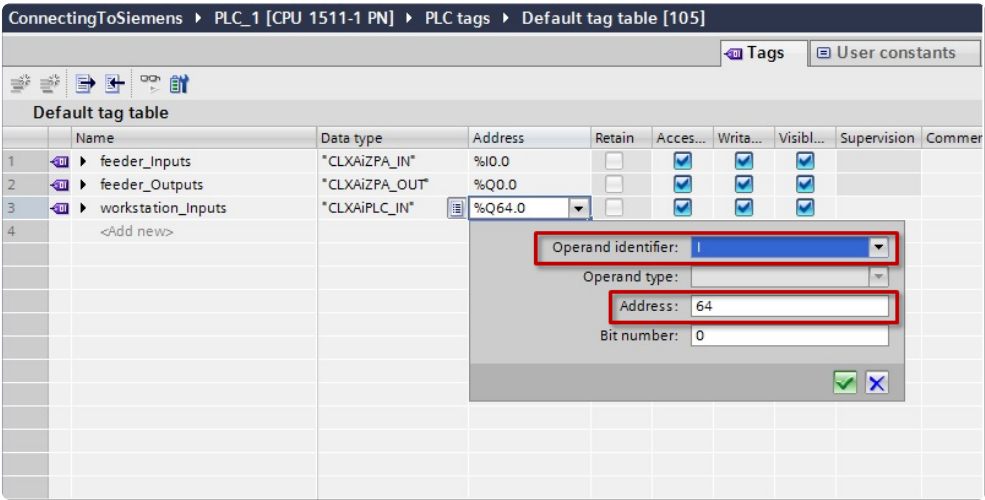 ConnectingToSiemens ▸ PLC_1 [CPU 1511-1 PN] ▸ PLC tags ▸ Default tag table [105]
Tags User constants
Default tag table
Name Data type Address Retain Acces... Writa... Visibl... Supervision Commer
1 feeder_Inputs "CLXAiZPA_IN" %I0.0
2 feeder_Outputs "CLXAiZPA_OUT" %Q0.0
3 workstation_Inputs "CLXAiPLC_IN" %Q64.0
4 <Add new>
Operand identifier: I
Operand type:
Address: 64
Bit number: 0